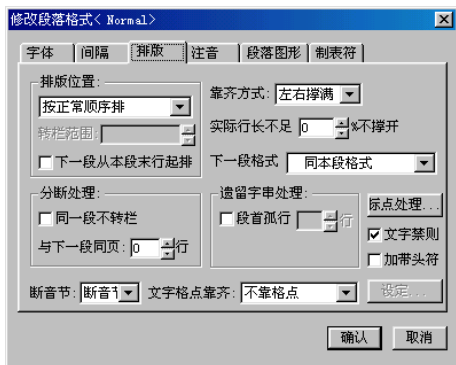 修改段落格式< Normal>
字体 间隔 排版 注音 段落图形 制表符
排版位置:
按正常顺序排
转栏范围:
下一段从本段末行起排
靠齐方式: 左右撑满
实际行长不足 0 %不撑开
下一段格式 同本段格式
分断处理:
同一段不转栏
与下一段同页: 0 行
遗留字串处理:
段首孤行 行
标点处理...
文字禁则
加带头符
断音节: 断音 文字格点靠齐: 不靠格点
设定...
确认 取消